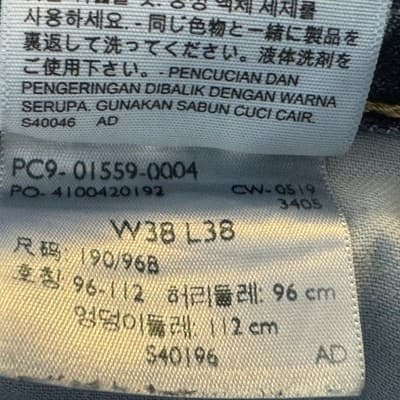 사용하세요. - 同じ色物と一緒に製品を
裏返して洗ってください。液体洗剤を
ご使用下さい。- PENCUCIAN DAN
PENGERINGAN DIBALIK DENGAN WARNA
SERUPA. GUNAKAN SABUN CUCI CAIR.
S40046 AD
PC9- 01559-0004
PO- 4100420192 CW-0519
3405
W38 L38
尺码: 190/96B
호칭: 96-112 허리둘레: 96 cm
엉덩이둘레: 112 cm
S40196 AD